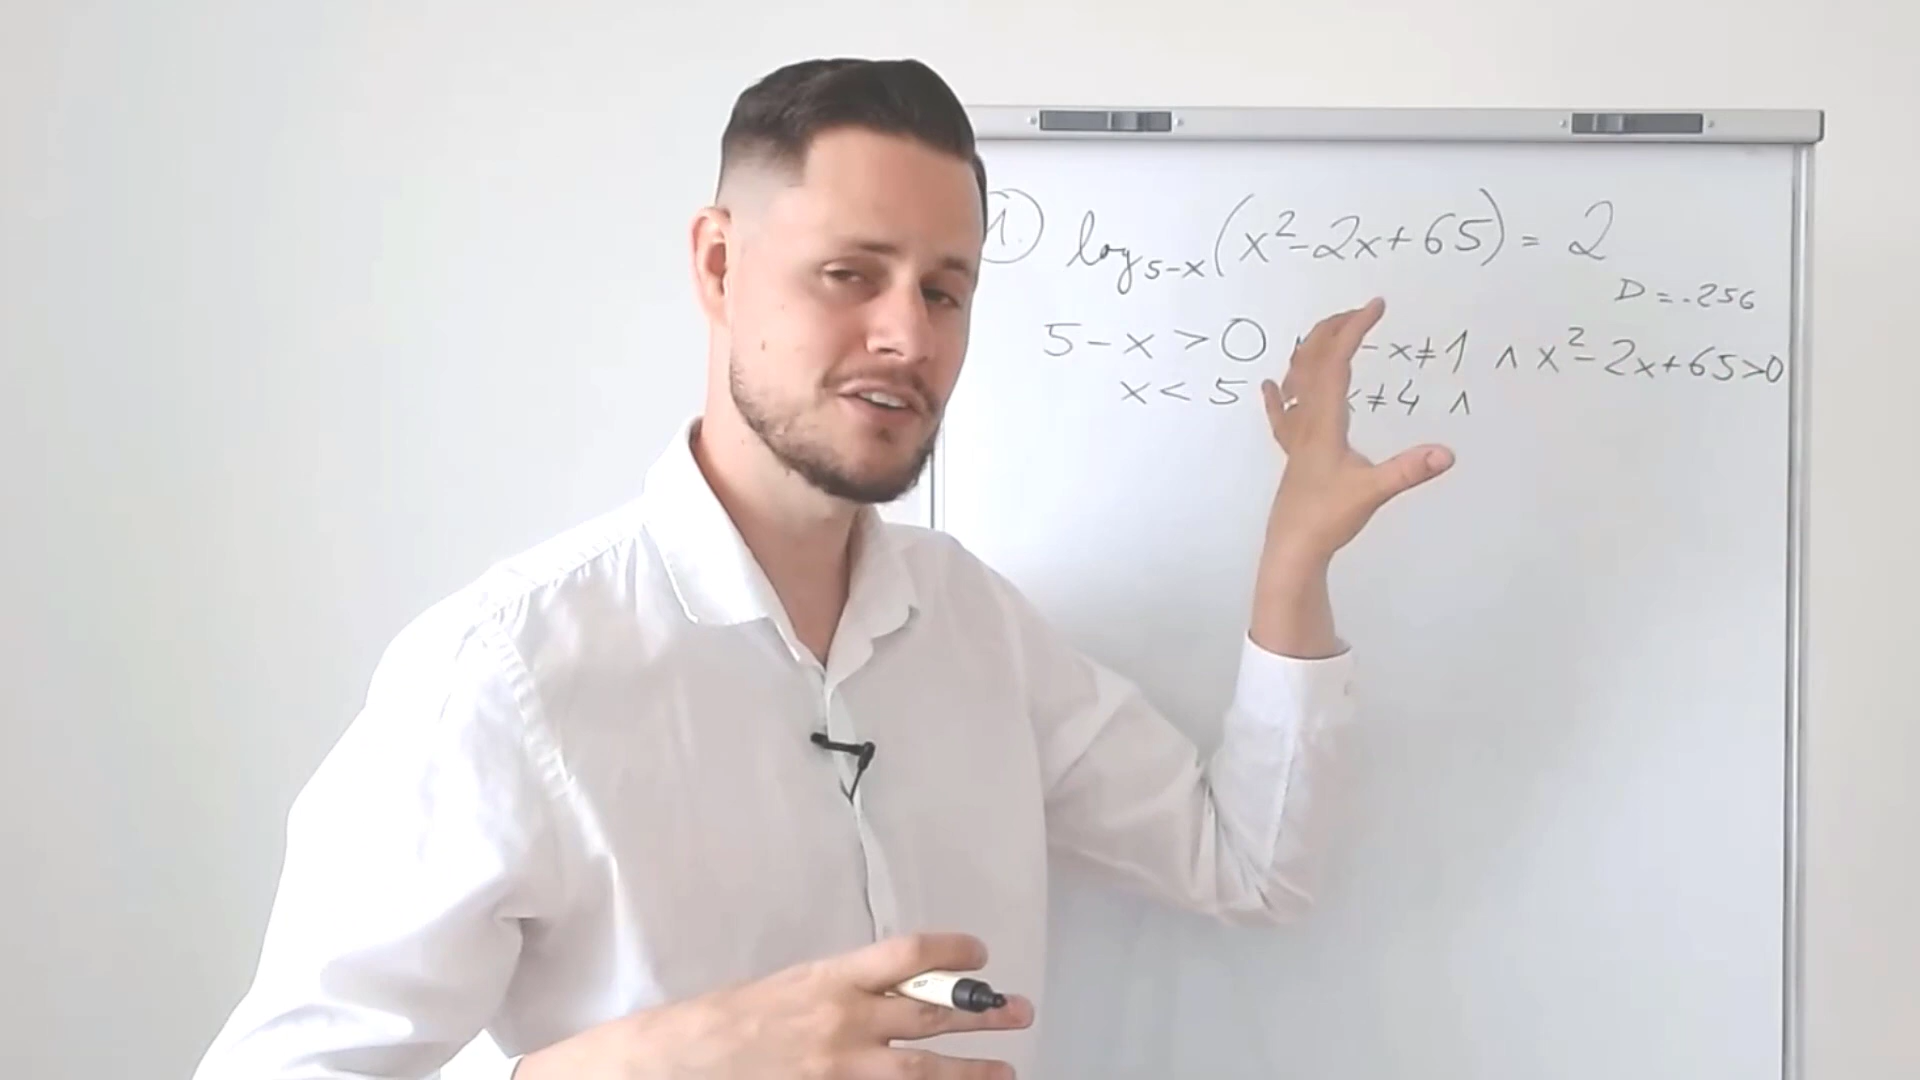 1. log₅₋ₓ(x²-2x+65) = 2
D = -256
5-x > 0 -x≠1 ∧ x²-2x+65>0
x < 5 x≠4 ∧